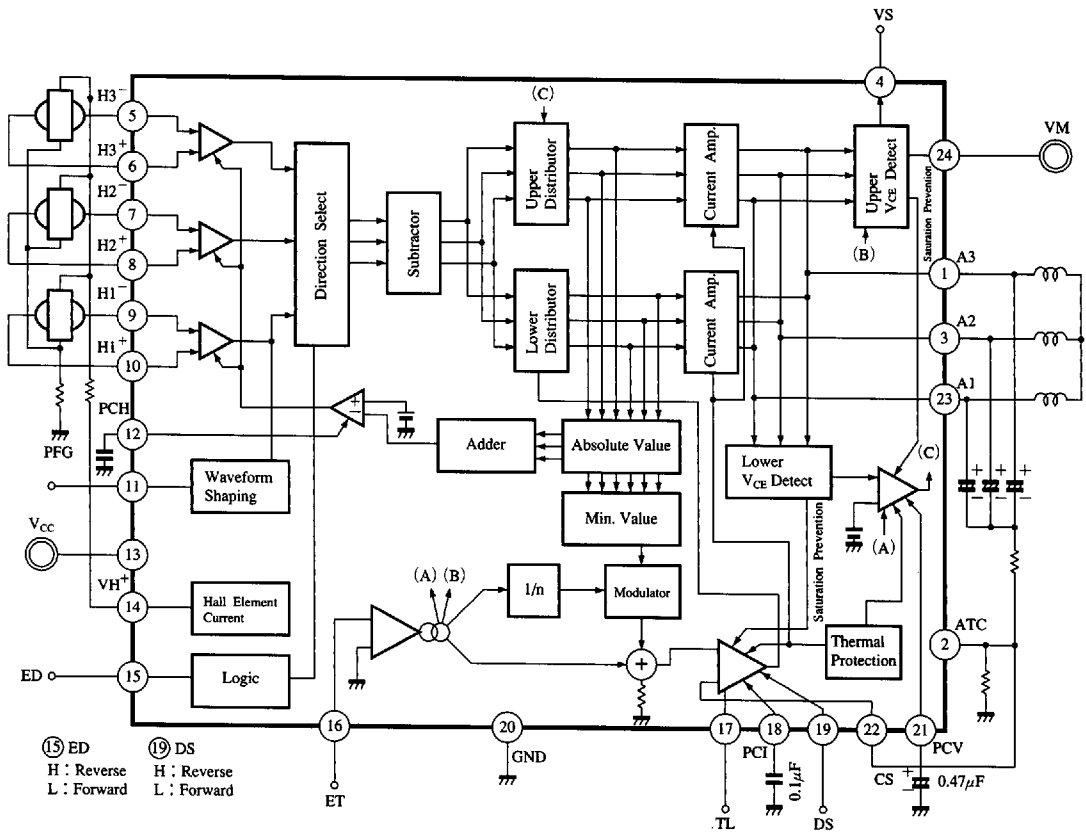 VS
4
H3⁻
5
H3⁺
6
H2⁻
7
H2⁺
8
H1⁻
9
H1⁺
10
PCH
12
PFG
11
Vcc
13
VH⁺
14
ED
15
Direction Select
Subtractor
(C)
Upper
Distributor
Lower
Distributor
Current Amp.
Current Amp.
Upper
VCE Detect
Saturation Prevention
(B)
24
VM
A3
1
A2
3
A1
23
+
−
Adder
Absolute Value
Min. Value
Lower
VCE Detect
(C)
(A)
+
−
+
−
+
−
Waveform
Shaping
Hall Element
Current
Logic
(A)
(B)
1/n
Modulator
Saturation Prevention
+
Thermal
Protection
ATC
2
16
ET
20
GND
17
TL
18
PCI
0.1μF
19
DS
22
CS
21
PCV
+
−
0.47μF
15 ED
H : Reverse
L : Forward
19 DS
H : Reverse
L : Forward